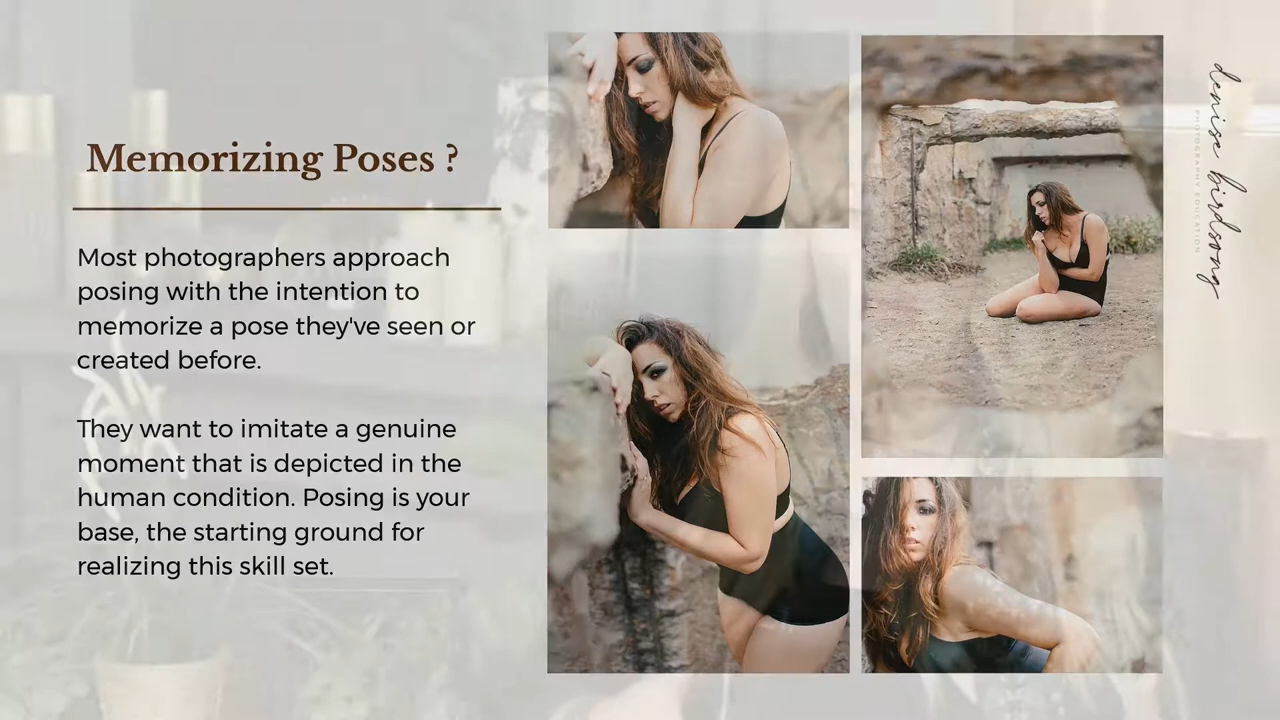 Memorizing Poses ?
Most photographers approach
posing with the intention to
memorize a pose they've seen or
created before.
They want to imitate a genuine
moment that is depicted in the
human condition. Posing is your
base, the starting ground for
realizing this skill set.
denise birdsong
PHOTOGRAPHY EDUCATION